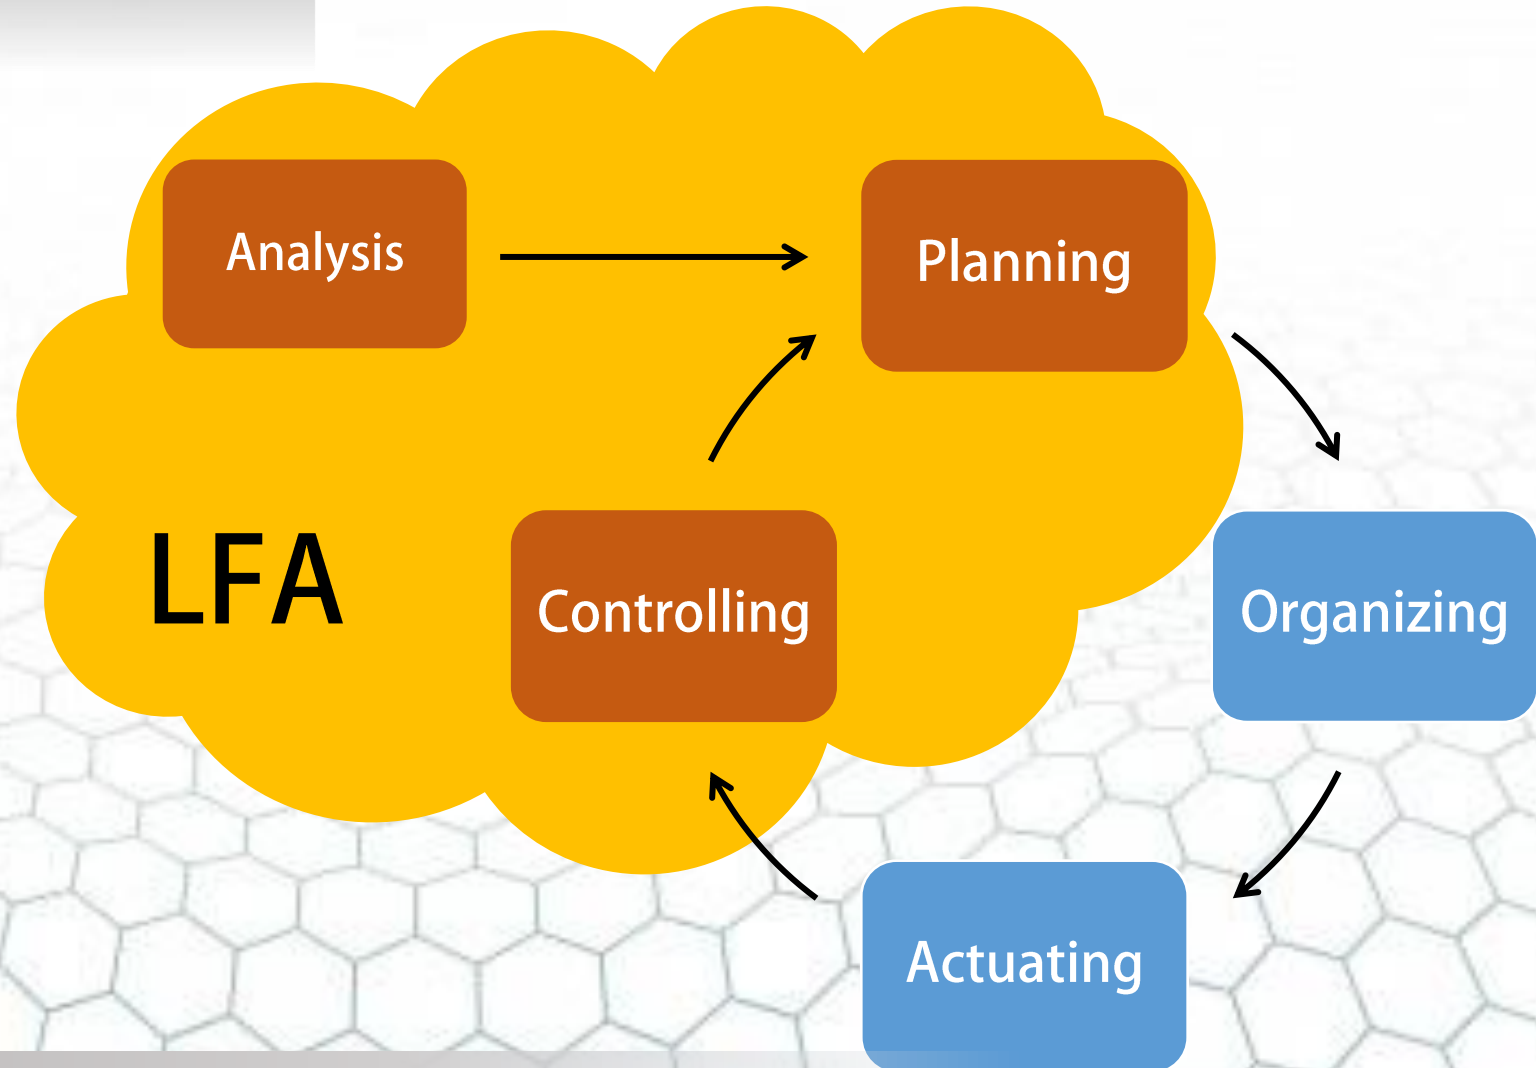 Analysis
Planning
LFA
Controlling
Organizing
Actuating